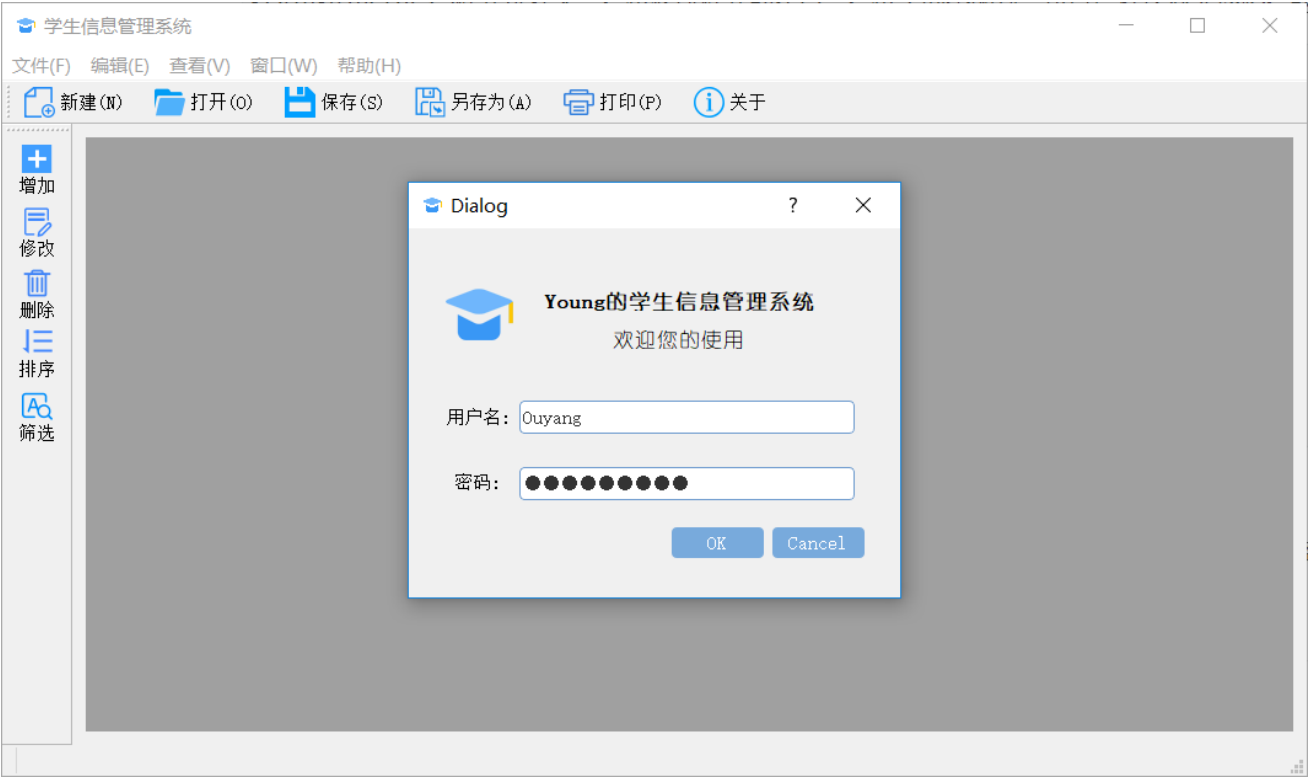 学生信息管理系统
文件(F) 编辑(E) 查看(V) 窗口(W) 帮助(H)
新建(N) 打开(O) 保存(S) 另存为(A) 打印(P) 关于
增加
修改
删除
排序
筛选
Dialog
Young的学生信息管理系统
欢迎您的使用
用户名: Ouyang
密码:
OK Cancel